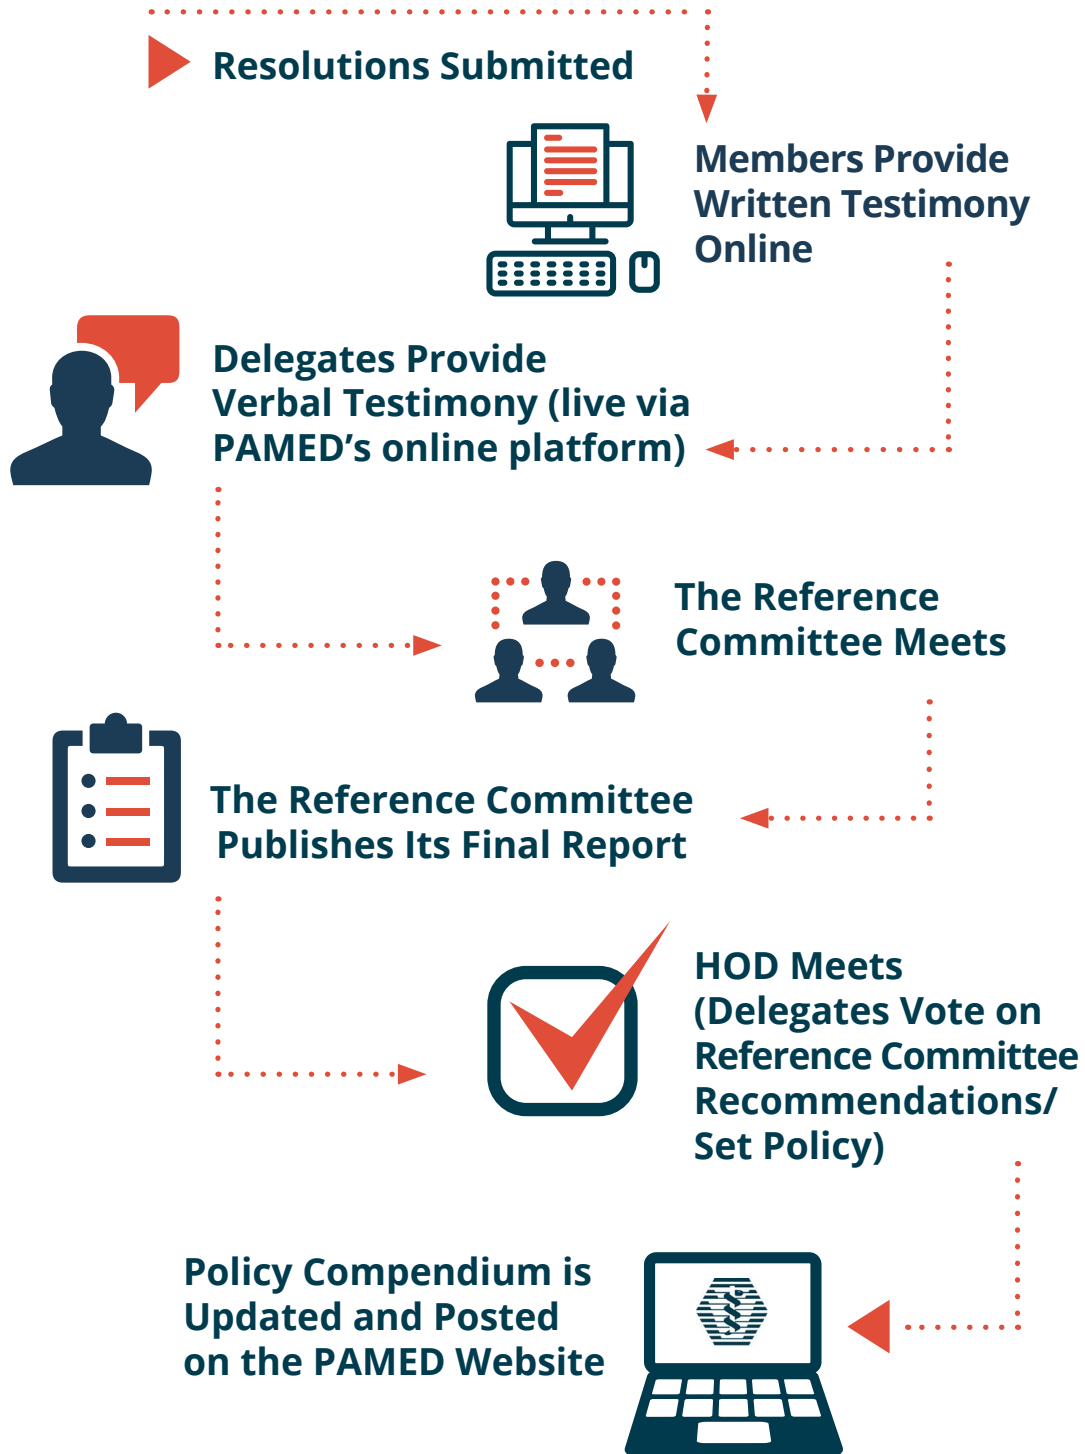 Resolutions Submitted
Members Provide
Written Testimony
Online
Delegates Provide
Verbal Testimony (live via
PAMED’s online platform)
The Reference
Committee Meets
The Reference Committee
Publishes Its Final Report
HOD Meets
(Delegates Vote on
Reference Committee
Recommendations/
Set Policy)
Policy Compendium is
Updated and Posted
on the PAMED Website